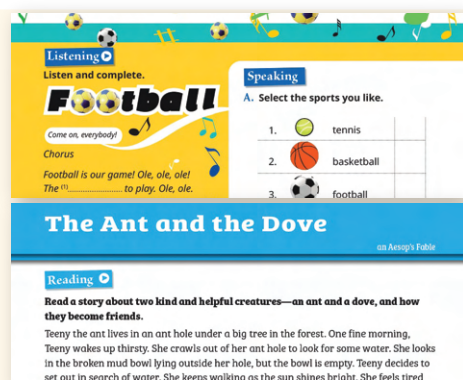 Listening
Listen and complete.
Football
Come on, everybody!
Chorus
Football is our game! Ole, ole, ole!
The (1)........................ to play. Ole, ole.
Speaking
A. Select the sports you like.
1. tennis
2. basketball
3. football
The Ant and the Dove
an Aesop's Fable
Reading
Read a story about two kind and helpful creatures—an ant and a dove, and how
they become friends.
Teeny the ant lives in an ant hole under a big tree in the forest. One fine morning,
Teeny wakes up thirsty. She crawls out of her ant hole to look for some water. She looks
in the broken mud bowl lying outside her hole, but the bowl is empty. Teeny decides to
set out in search of water. She keeps walking as the sun shines bright. She feels tired